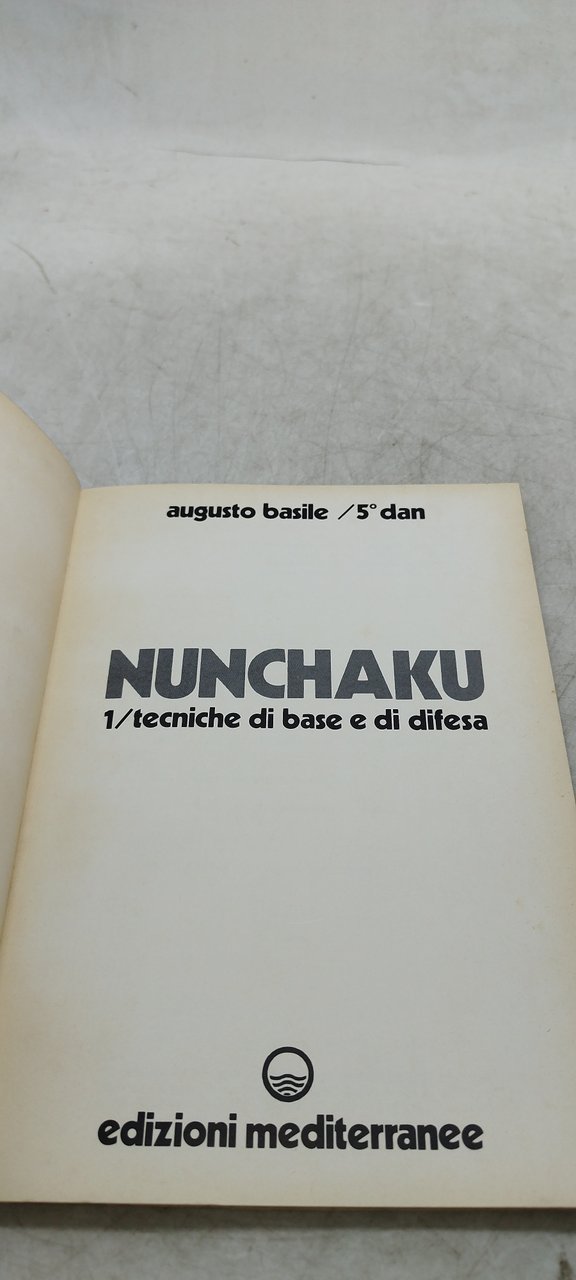 augusto basile /5° dan
NUNCHAKU
1/tecniche di base e di difesa
edizioni mediterranee